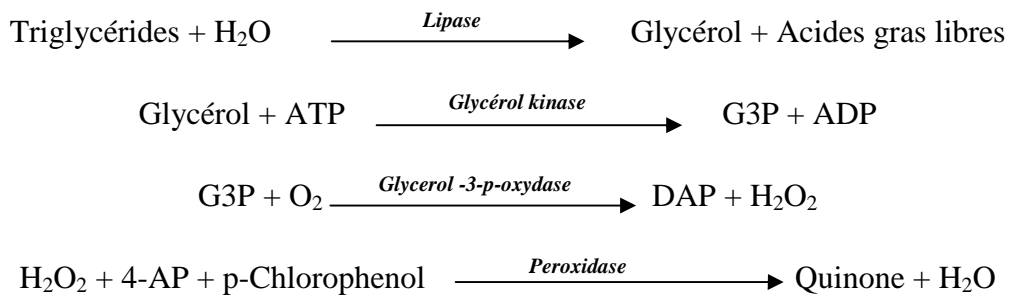 Triglycérides + H₂O Lipase Glycérol + Acides gras libres
Glycérol + ATP Glycérol kinase G3P + ADP
G3P + O₂ Glycerol -3-p-oxydase DAP + H₂O₂
H₂O₂ + 4-AP + p-Chlorophenol Peroxidase Quinone + H₂O